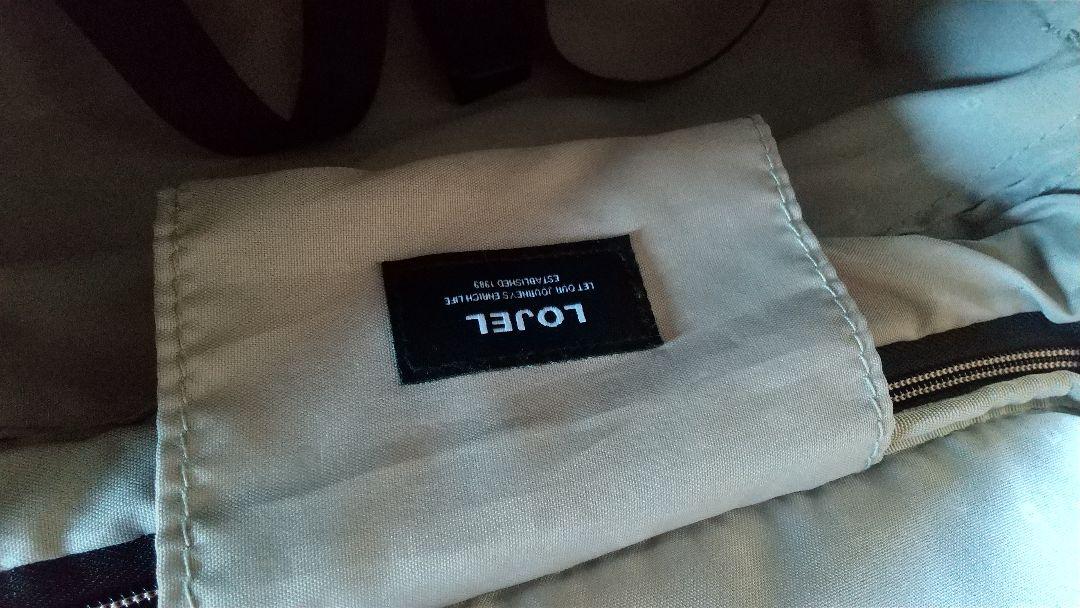 LOJEL
LET OUR JOURNEYS ENRICH LIFE
ESTABLISHED 1989